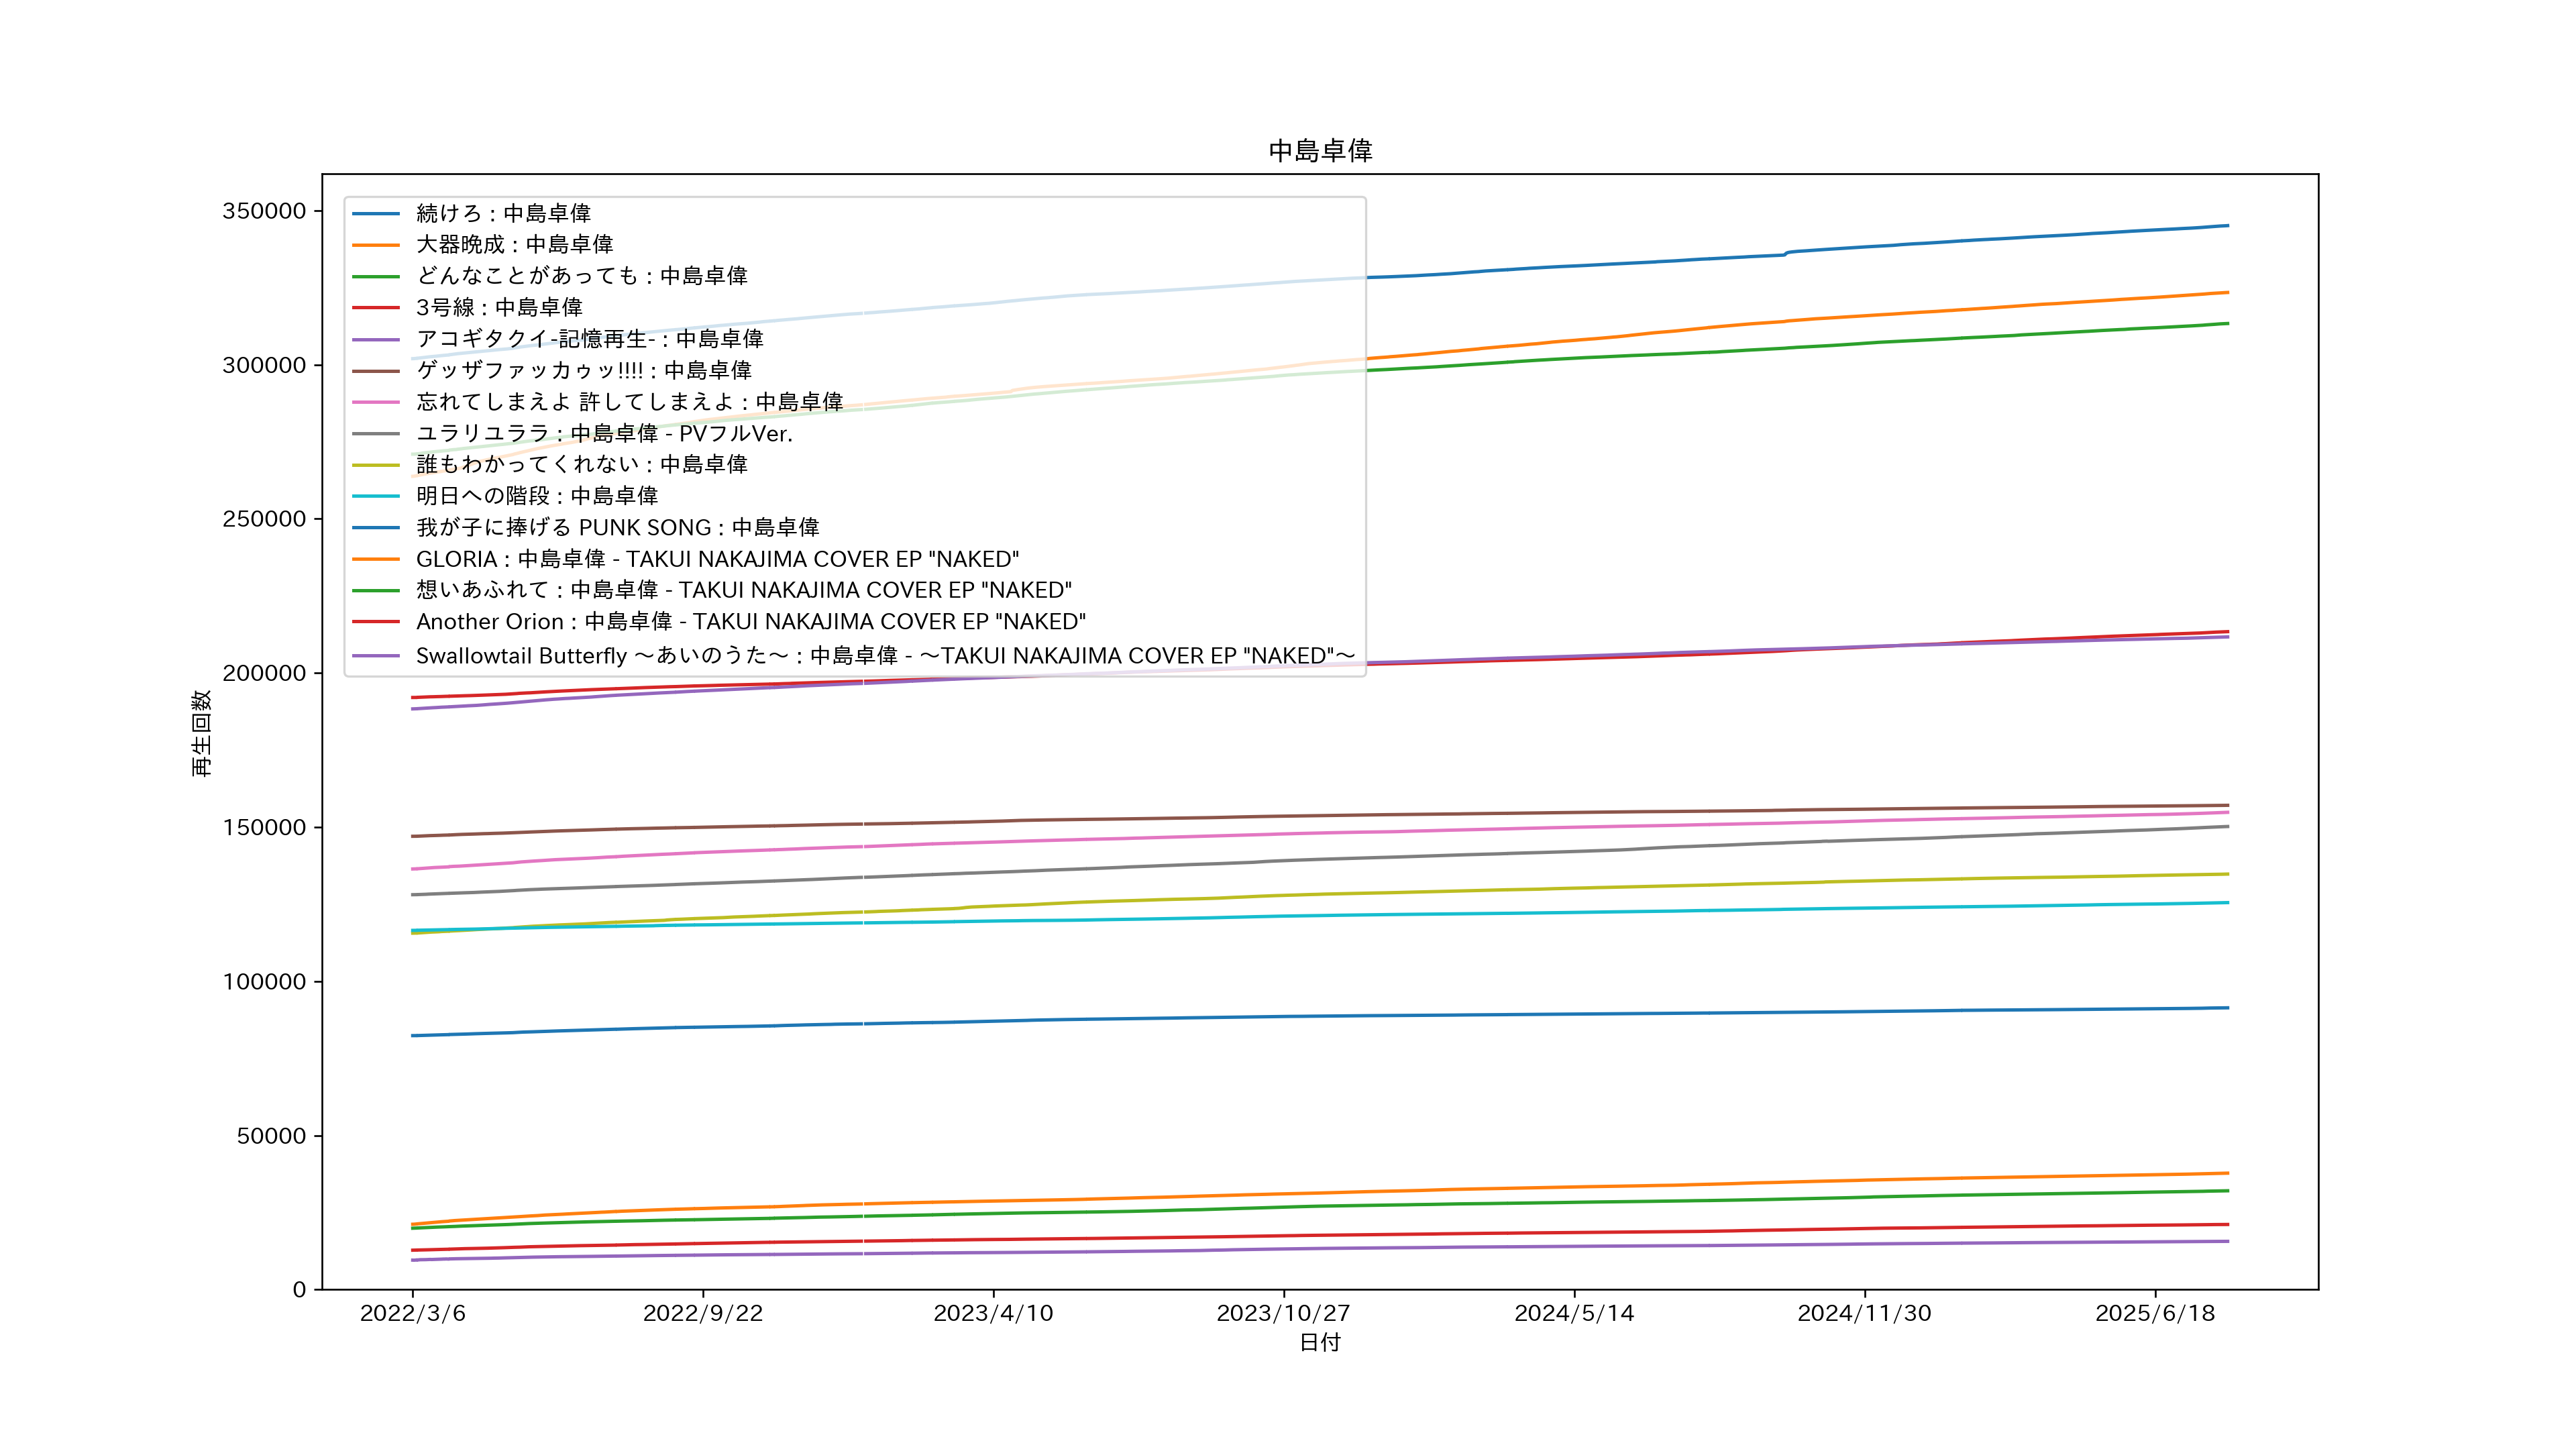 中島卓偉
350000
300000
250000
200000
150000
100000
50000
0
再生回数
続けろ : 中島卓偉
大器晩成 : 中島卓偉
どんなことがあっても : 中島卓偉
3号線 : 中島卓偉
アコギタクイ-記憶再生- : 中島卓偉
ゲッザファッカゥッ!!!! : 中島卓偉
忘れてしまえよ 許してしまえよ : 中島卓偉
ユラリユララ : 中島卓偉 - PVフルVer.
誰もわかってくれない : 中島卓偉
明日への階段 : 中島卓偉
我が子に捧げる PUNK SONG : 中島卓偉
GLORIA : 中島卓偉 - TAKUI NAKAJIMA COVER EP "NAKED"
想いあふれて : 中島卓偉 - TAKUI NAKAJIMA COVER EP "NAKED"
Another Orion : 中島卓偉 - TAKUI NAKAJIMA COVER EP "NAKED"
Swallowtail Butterfly ～あいのうた～ : 中島卓偉 - ～TAKUI NAKAJIMA COVER EP "NAKED"～
2022/3/6 2022/9/22 2023/4/10 2023/10/27 2024/5/14 2024/11/30 2025/6/18
日付